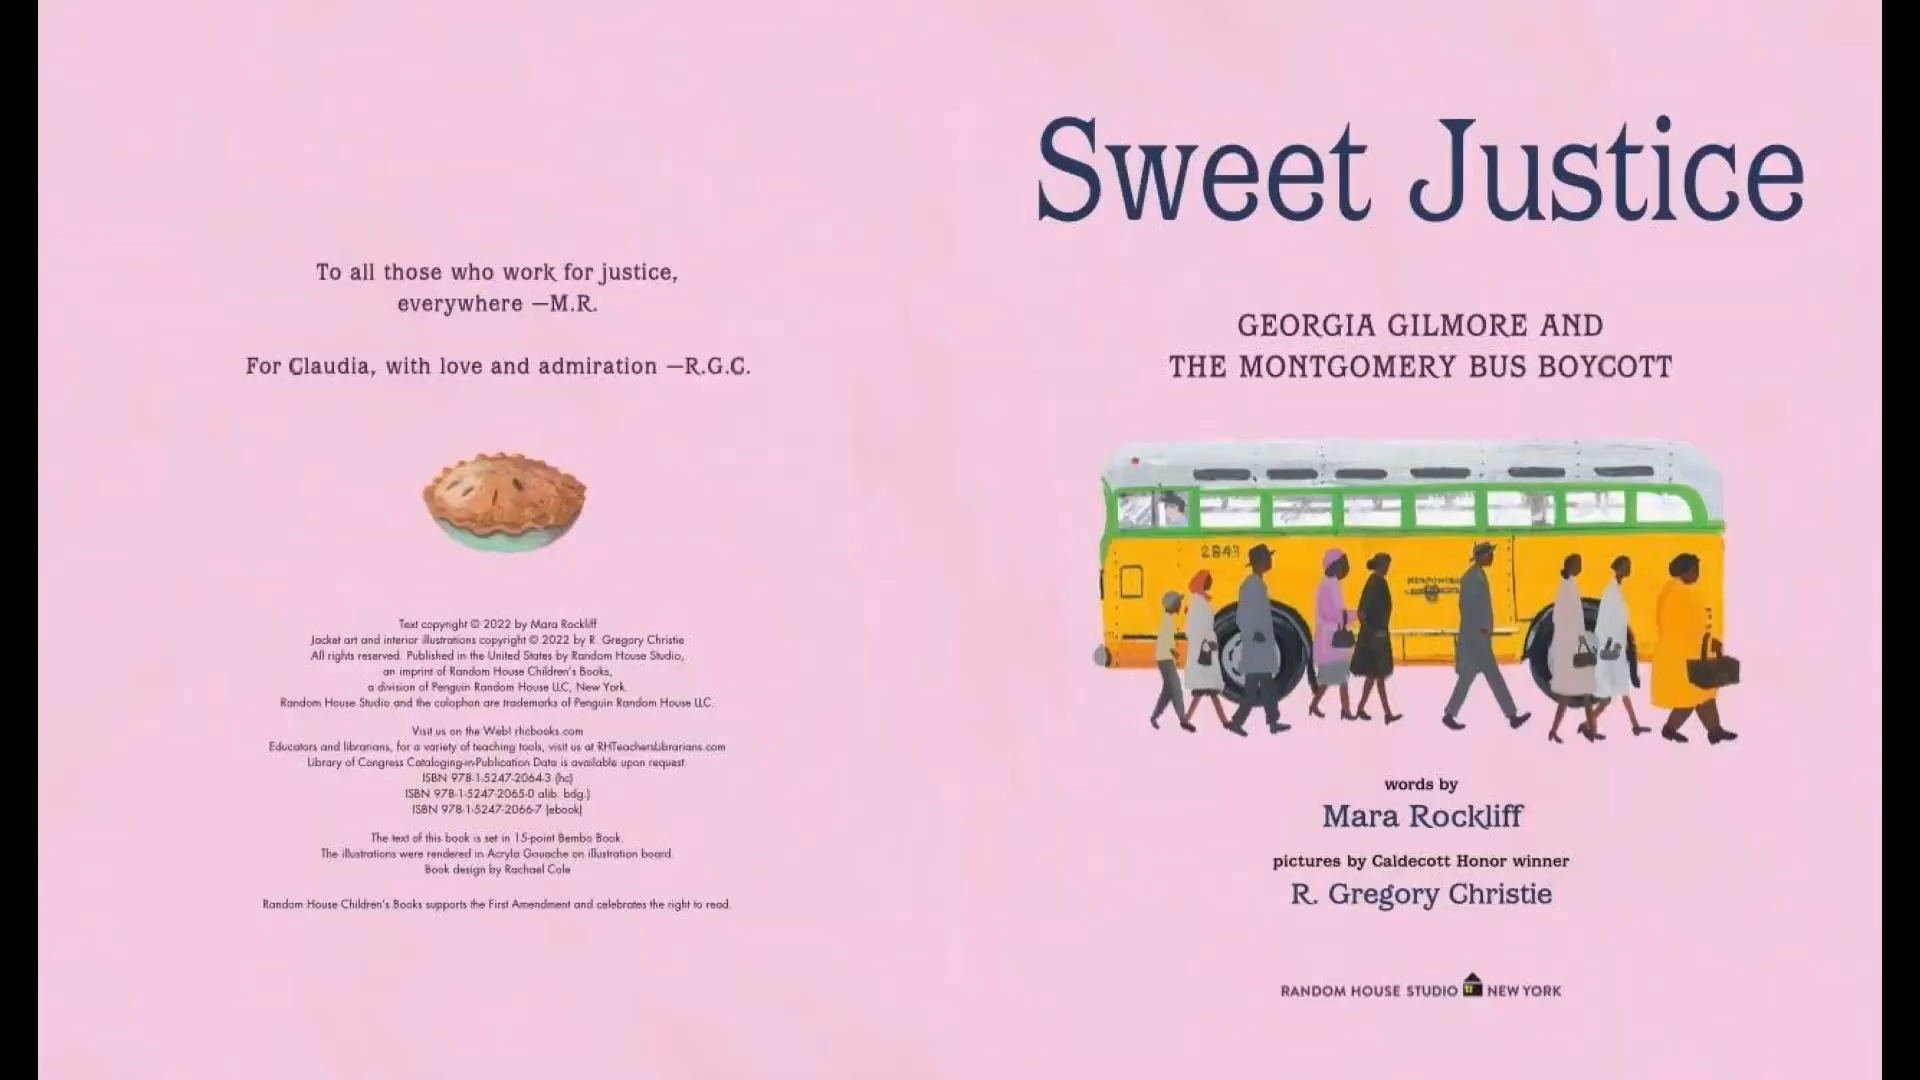 To all those who work for justice,
everywhere —M.R.
For Claudia, with love and admiration —R.G.C.
Text copyright © 2022 by Mara Rockliff
Jacket art and interior illustrations copyright © 2022 by R. Gregory Christie
All rights reserved. Published in the United States by Random House Studio,
an imprint of Random House Children's Books,
a division of Penguin Random House LLC, New York.
Random House Studio and the colophon are trademarks of Penguin Random House LLC.
Visit us on the Web! rhcbooks.com
Educators and librarians, for a variety of teaching tools, visit us at RHTeachersLibrarians.com
Library of Congress Cataloging-in-Publication Data is available upon request.
ISBN 978-1-5247-2064-3 (hc)
ISBN 978-1-5247-2065-0 alib. bdg.)
ISBN 978-1-5247-2066-7 (ebook)
The text of this book is set in 15-point Bembo Book.
The illustrations were rendered in Acryla Gouache on illustration board.
Book design by Rachael Cole
Random House Children's Books supports the First Amendment and celebrates the right to read.
Sweet Justice
GEORGIA GILMORE AND
THE MONTGOMERY BUS BOYCOTT
2843
words by
Mara Rockliff
pictures by Caldecott Honor winner
R. Gregory Christie
RANDOM HOUSE STUDIO NEW YORK